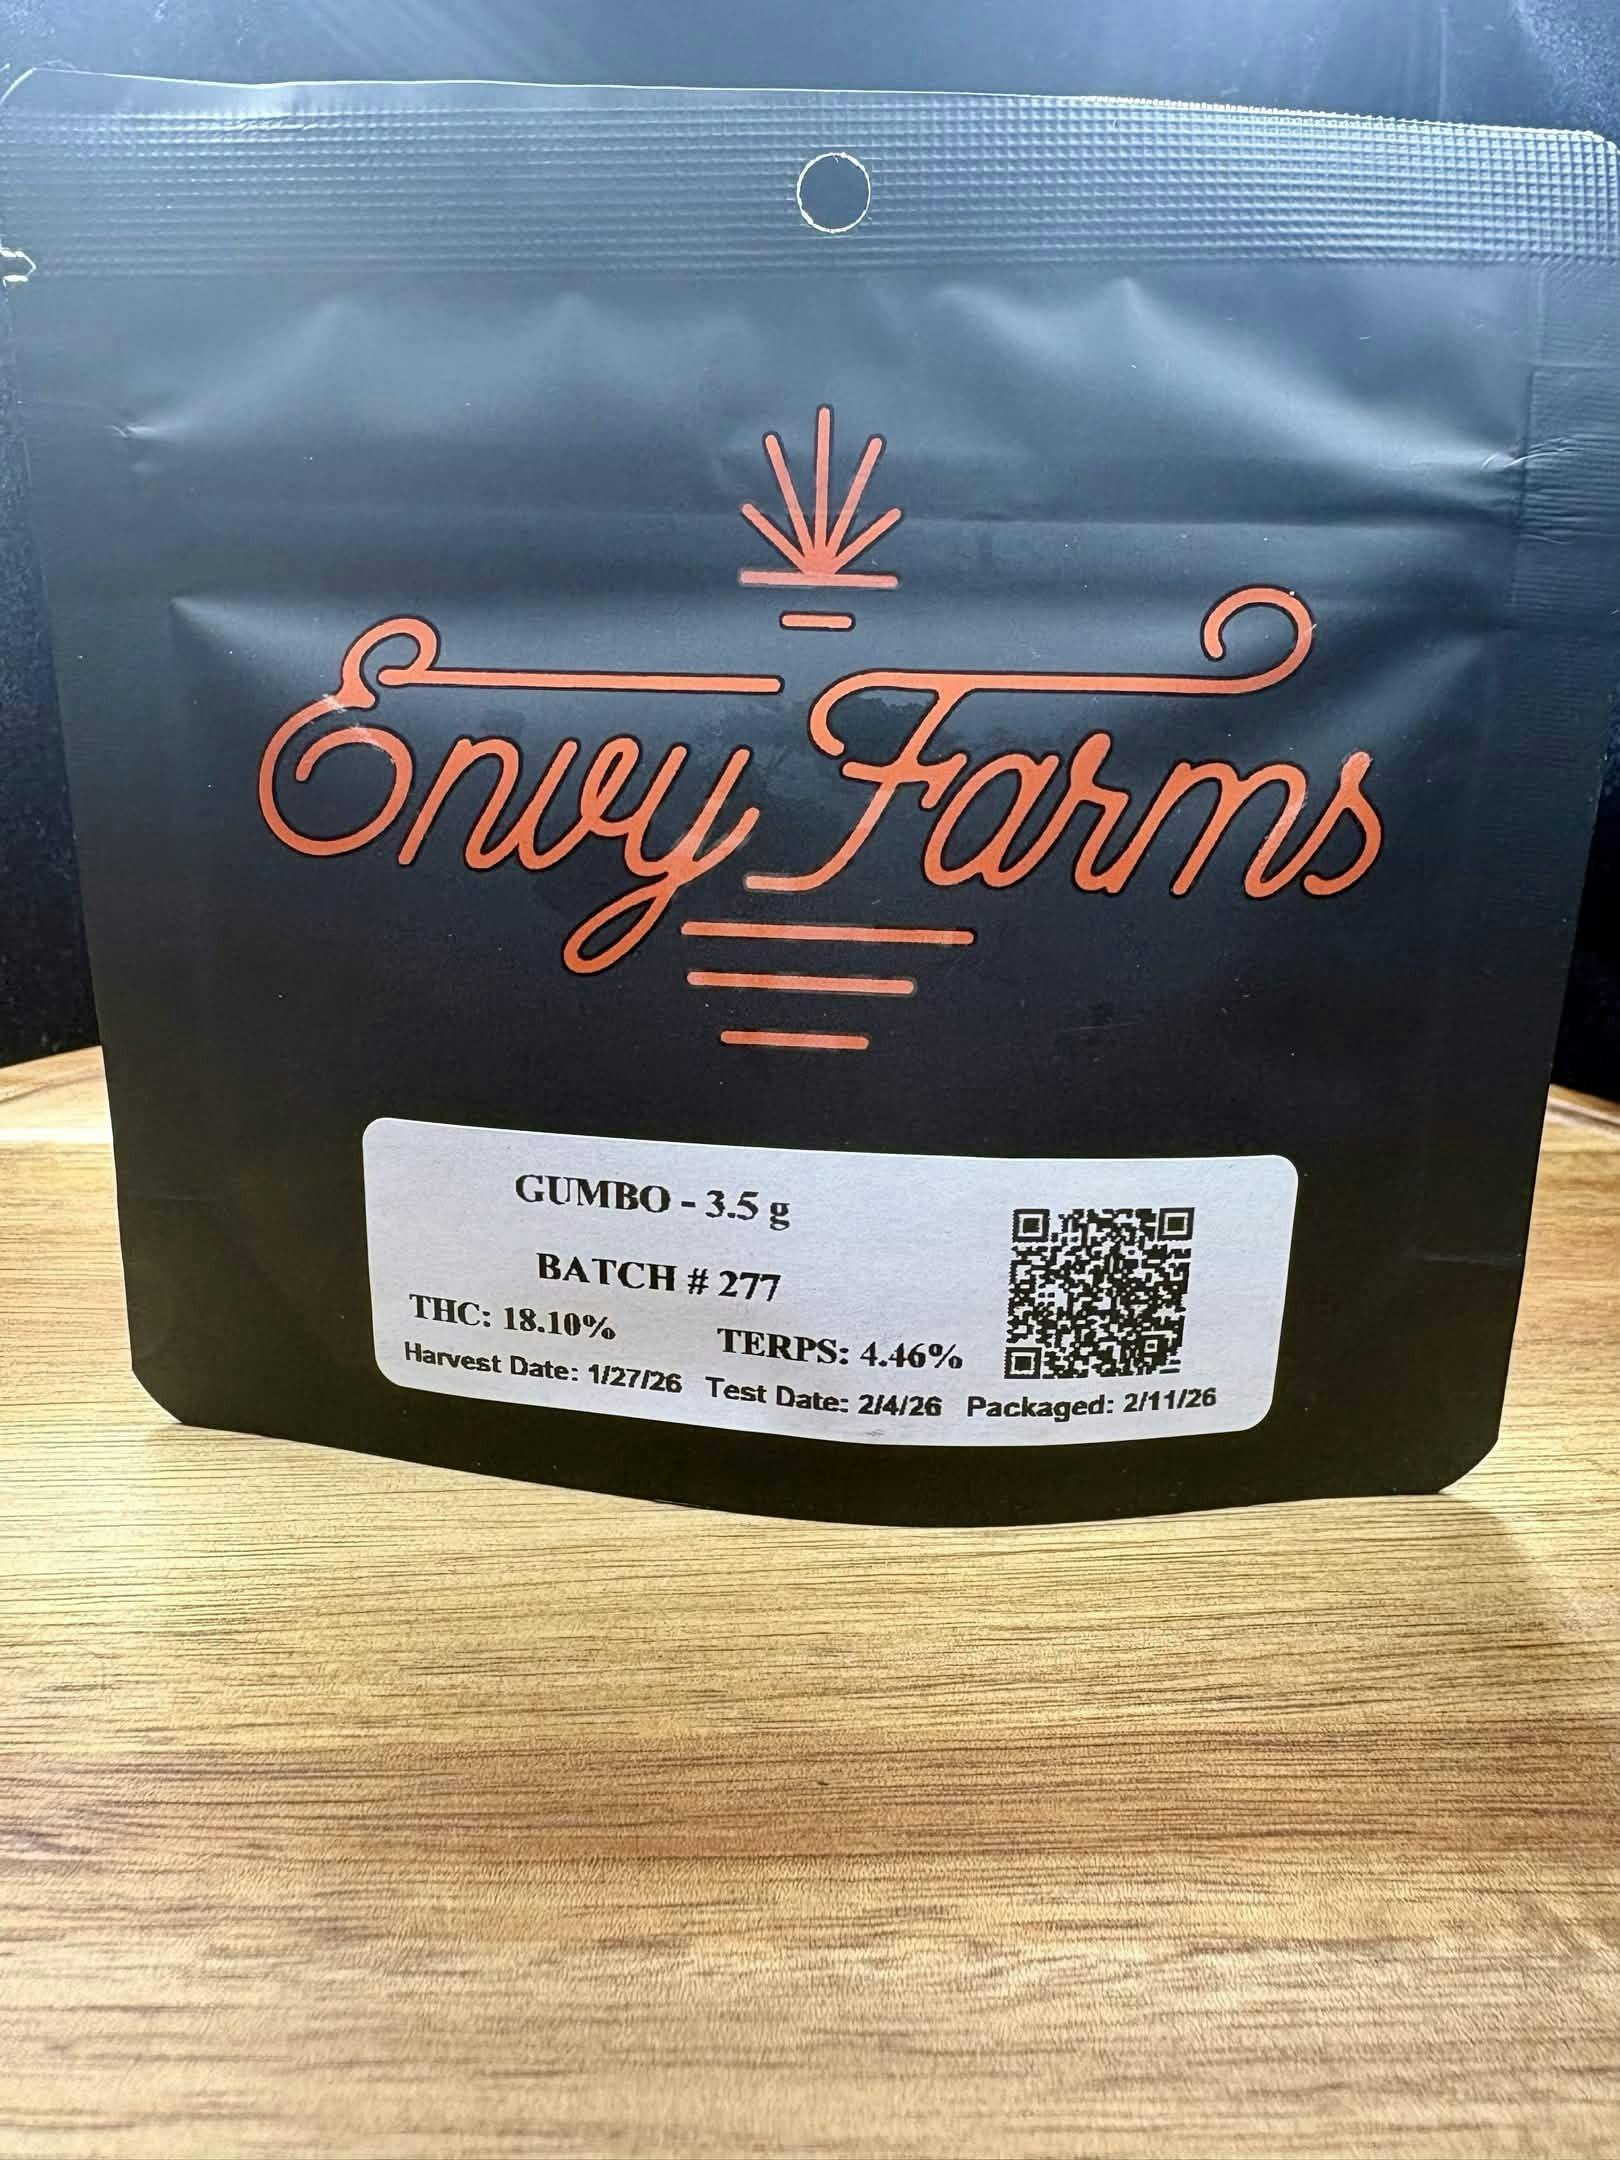 Envy Farms
GUMBO - 3.5 g
BATCH # 277
THC: 18.10% TERPS: 4.46%
Harvest Date: 1/27/26 Test Date: 2/4/26 Packaged: 2/11/26